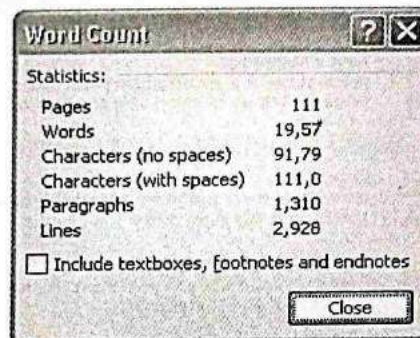 Word Count
Statistics:
Pages 111
Words 19,57
Characters (no spaces) 91,79
Characters (with spaces) 111,0
Paragraphs 1,310
Lines 2,928
Include textboxes, footnotes and endnotes
Close